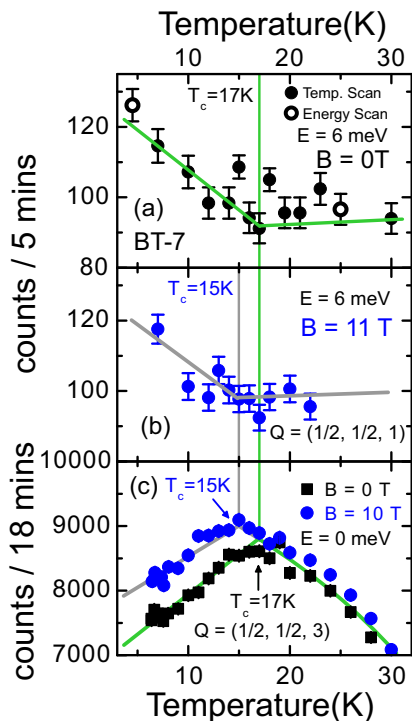 Temperature(K)
10 20 30
T_c=17K
Temp. Scan
Energy Scan
E = 6 meV
B = 0T
120
100
80
(a)
BT-7
counts / 5 mins
T_c=15K
E = 6 meV
B = 11 T
120
100
(b)
Q = (1/2, 1/2, 1)
10000
9000
8000
7000
(c)
T_c=15K
B = 0 T
B = 10 T
E = 0 meV
T_c=17K
Q = (1/2, 1/2, 3)
counts / 18 mins
10 20 30
Temperature(K)